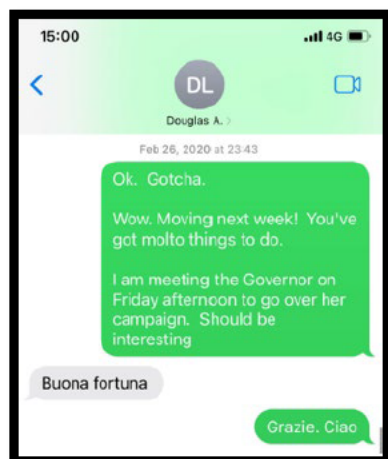 15:00
4G
DL
Douglas A.
Feb 26, 2020 at 23:43
Ok. Gotcha.
Wow. Moving next week! You've
got molto things to do.
I am meeting the Governor on
Friday afternoon to go over her
campaign. Should be
interesting
Buona fortuna
Grazie. Ciao